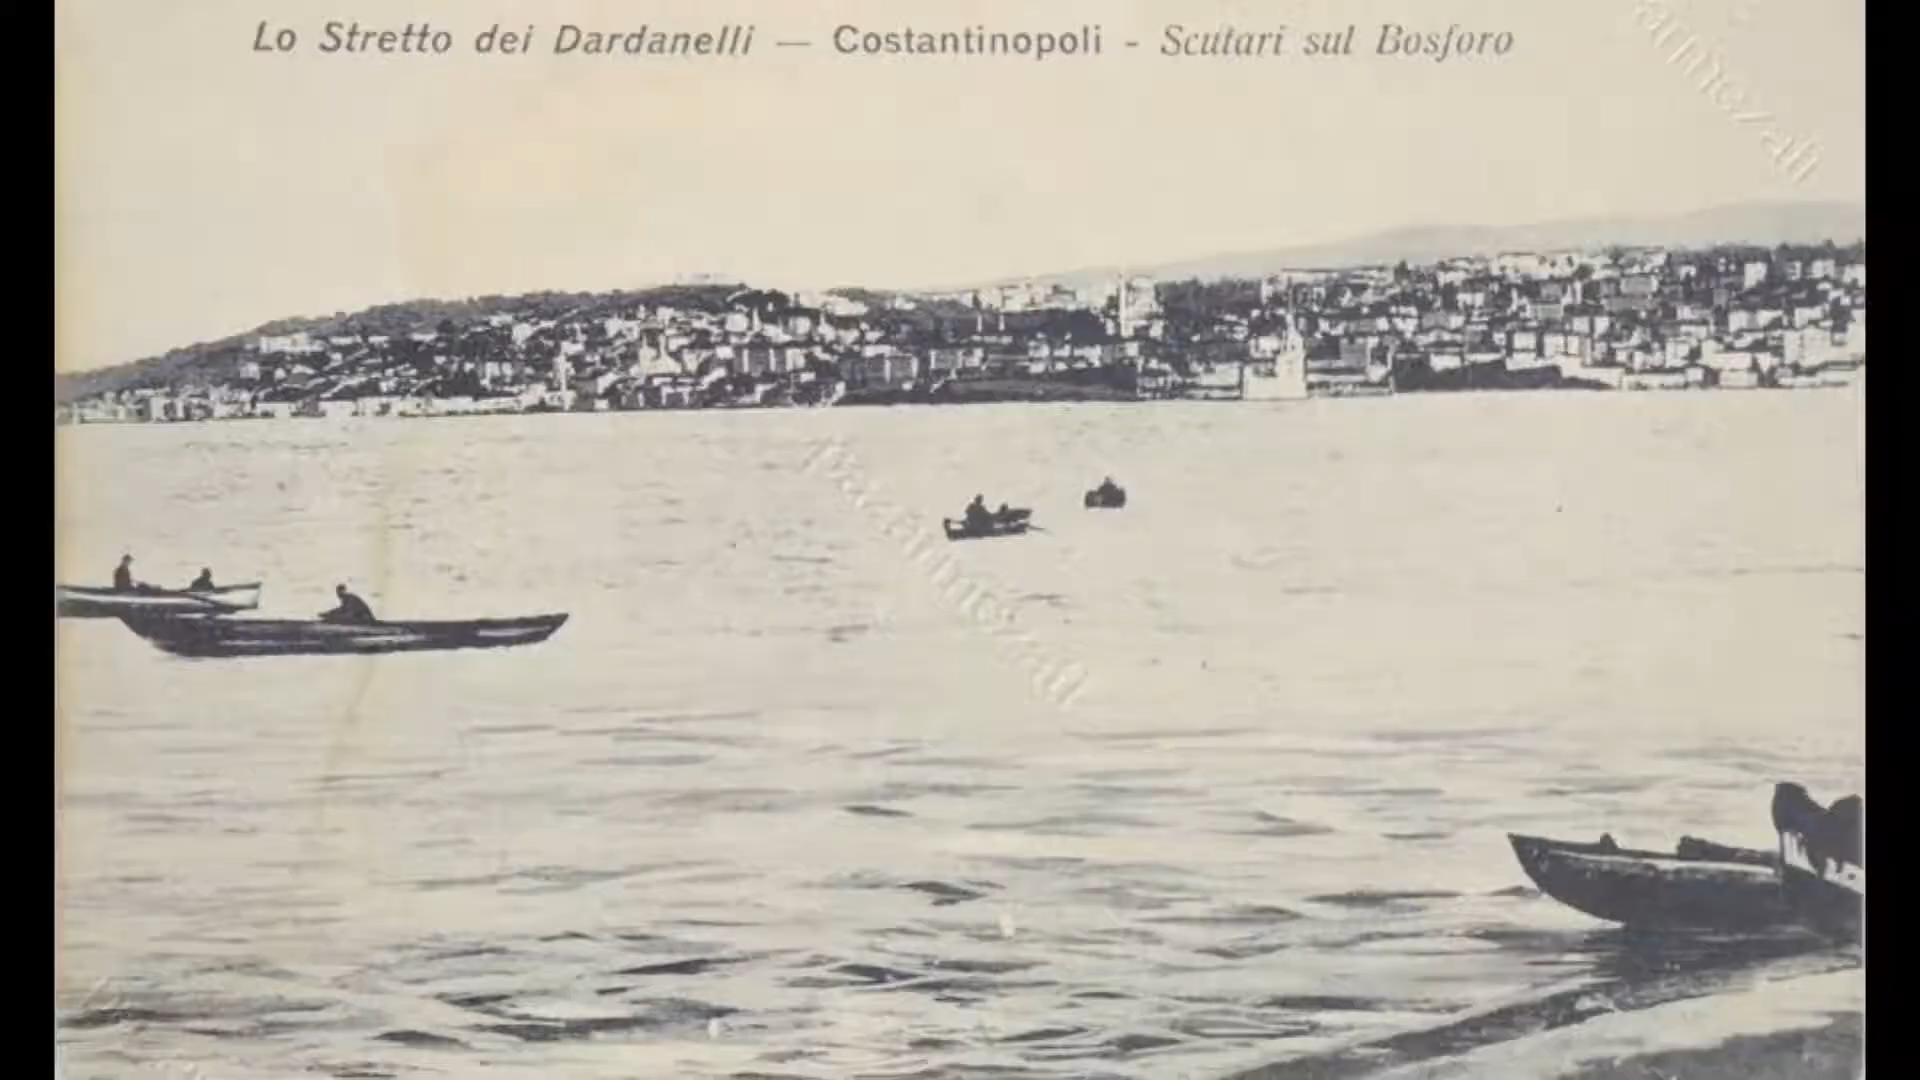 Lo Stretto dei Dardanelli — Costantinopoli - Scutari sul Bosforo